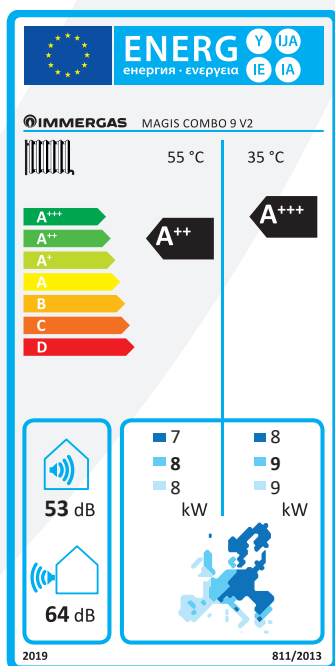 ENERG Y IJA
енергия · ενεργεια IE IA
IMMERGAS MAGIS COMBO 9 V2
55 °C 35 °C
A+++
A++
A+
A
B
C
D
A++
A+++
53 dB
64 dB
7
8
8
kW
8
9
9
kW
2019 811/2013